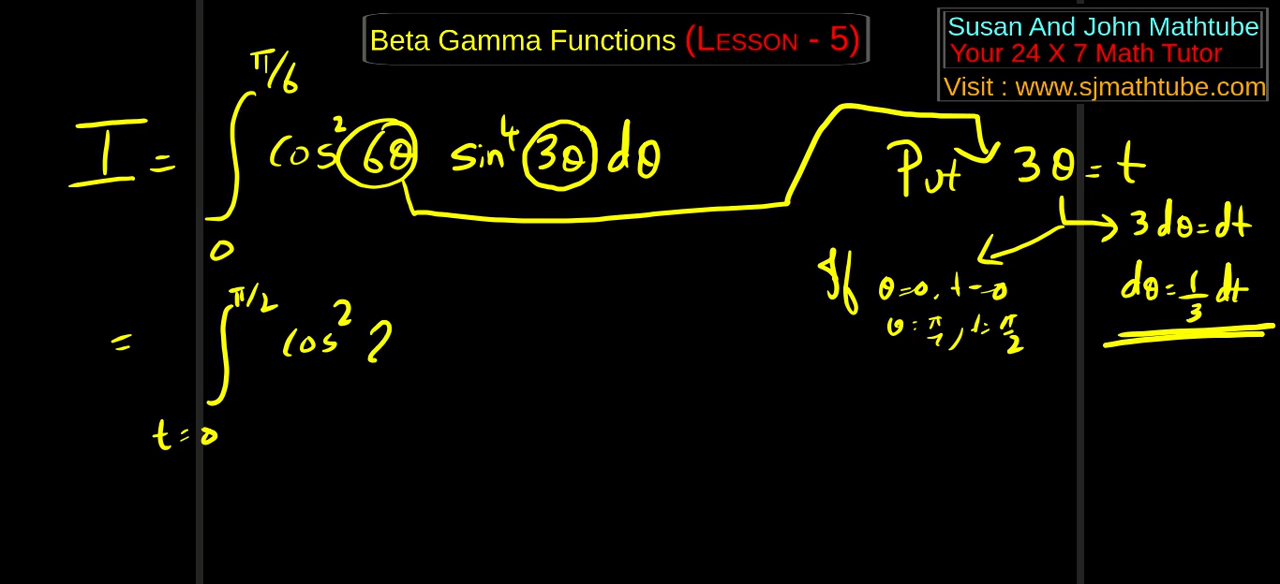 Beta Gamma Functions (Lesson - 5)
Susan And John Mathtube
Your 24 X 7 Math Tutor
Visit : www.sjmathtube.com
I = ∫₀^{π/6} cos² 6θ sin⁴ 3θ dθ
Put 3θ = t
3dθ = dt
dθ = 1/3 dt
If θ=0, t=0
t = π/2
= ∫_{t=0}^{π/2} cos² 2